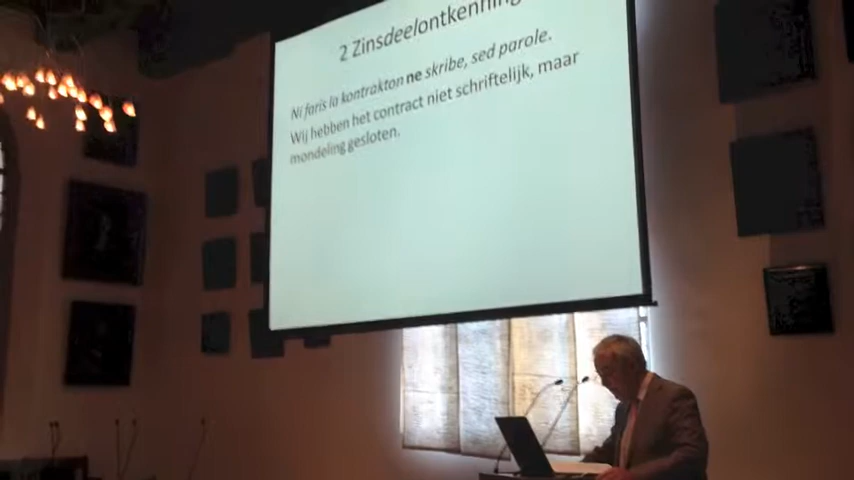 2 Zinsdeelontkenning
Ni faris la kontrakton ne skribe, sed parole.
Wij hebben het contract niet schriftelijk, maar
mondeling gesloten.